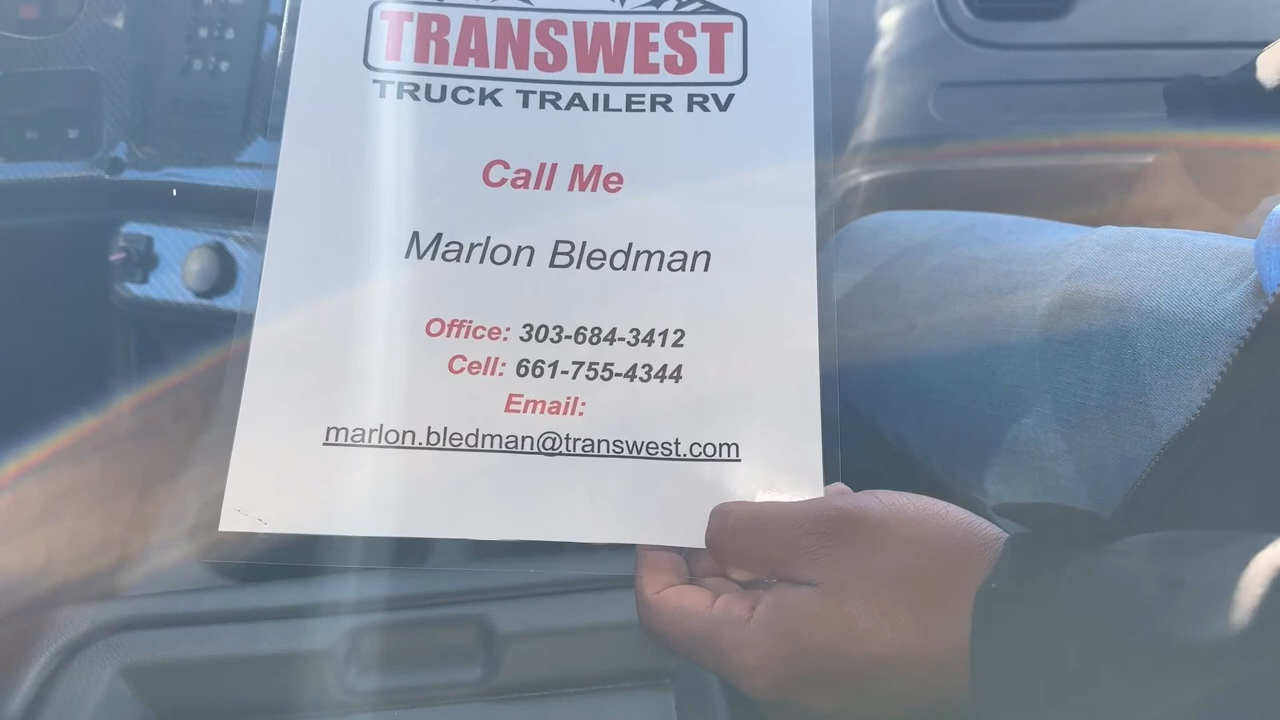 TRANSWEST
TRUCK TRAILER RV
Call Me
Marlon Bledman
Office: 303-684-3412
Cell: 661-755-4344
Email:
marlon.bledman@transwest.com